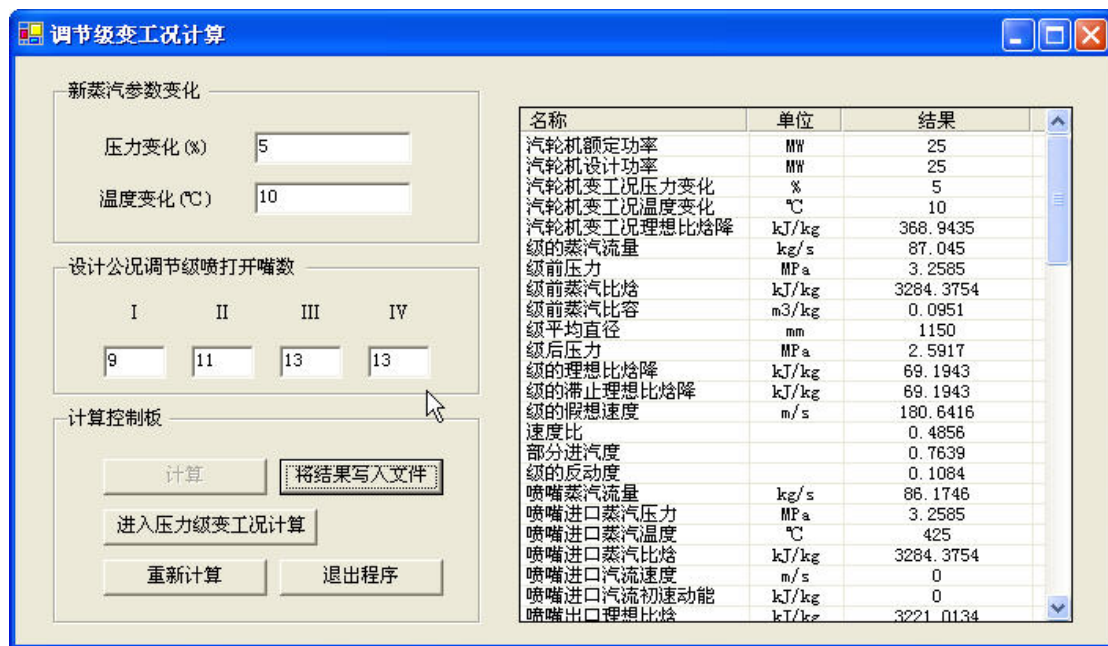 调节级变工况计算
新蒸汽参数变化
压力变化(%) 5
温度变化(℃) 10
设计公况调节级喷打开嘴数
I II III IV
9 11 13 13
计算控制板
计算 将结果写入文件
进入压力级变工况计算
重新计算 退出程序
名称 单位 结果
汽轮机额定功率 MW 25
汽轮机设计功率 MW 25
汽轮机变工况压力变化 % 5
汽轮机变工况温度变化 ℃ 10
汽轮机变工况理想比焓降 kJ/kg 368.9435
级的蒸汽流量 kg/s 87.045
级前压力 MPa 3.2585
级前蒸汽比焓 kJ/kg 3284.3754
级前蒸汽比容 m3/kg 0.0951
级平均直径 mm 1150
级后压力 MPa 2.5917
级的理想比焓降 kJ/kg 69.1943
级的滞止理想比焓降 kJ/kg 69.1943
级的假想速度 m/s 180.6416
速度比 0.4856
部分进汽度 0.7639
级的反动度 0.1084
喷嘴蒸汽流量 kg/s 86.1746
喷嘴进口蒸汽压力 MPa 3.2585
喷嘴进口蒸汽温度 ℃ 425
喷嘴进口蒸汽比焓 kJ/kg 3284.3754
喷嘴进口汽流速度 m/s 0
喷嘴进口汽流初速动能 kJ/kg 0
喷嘴出口理想比焓 kJ/kg 3221.0134